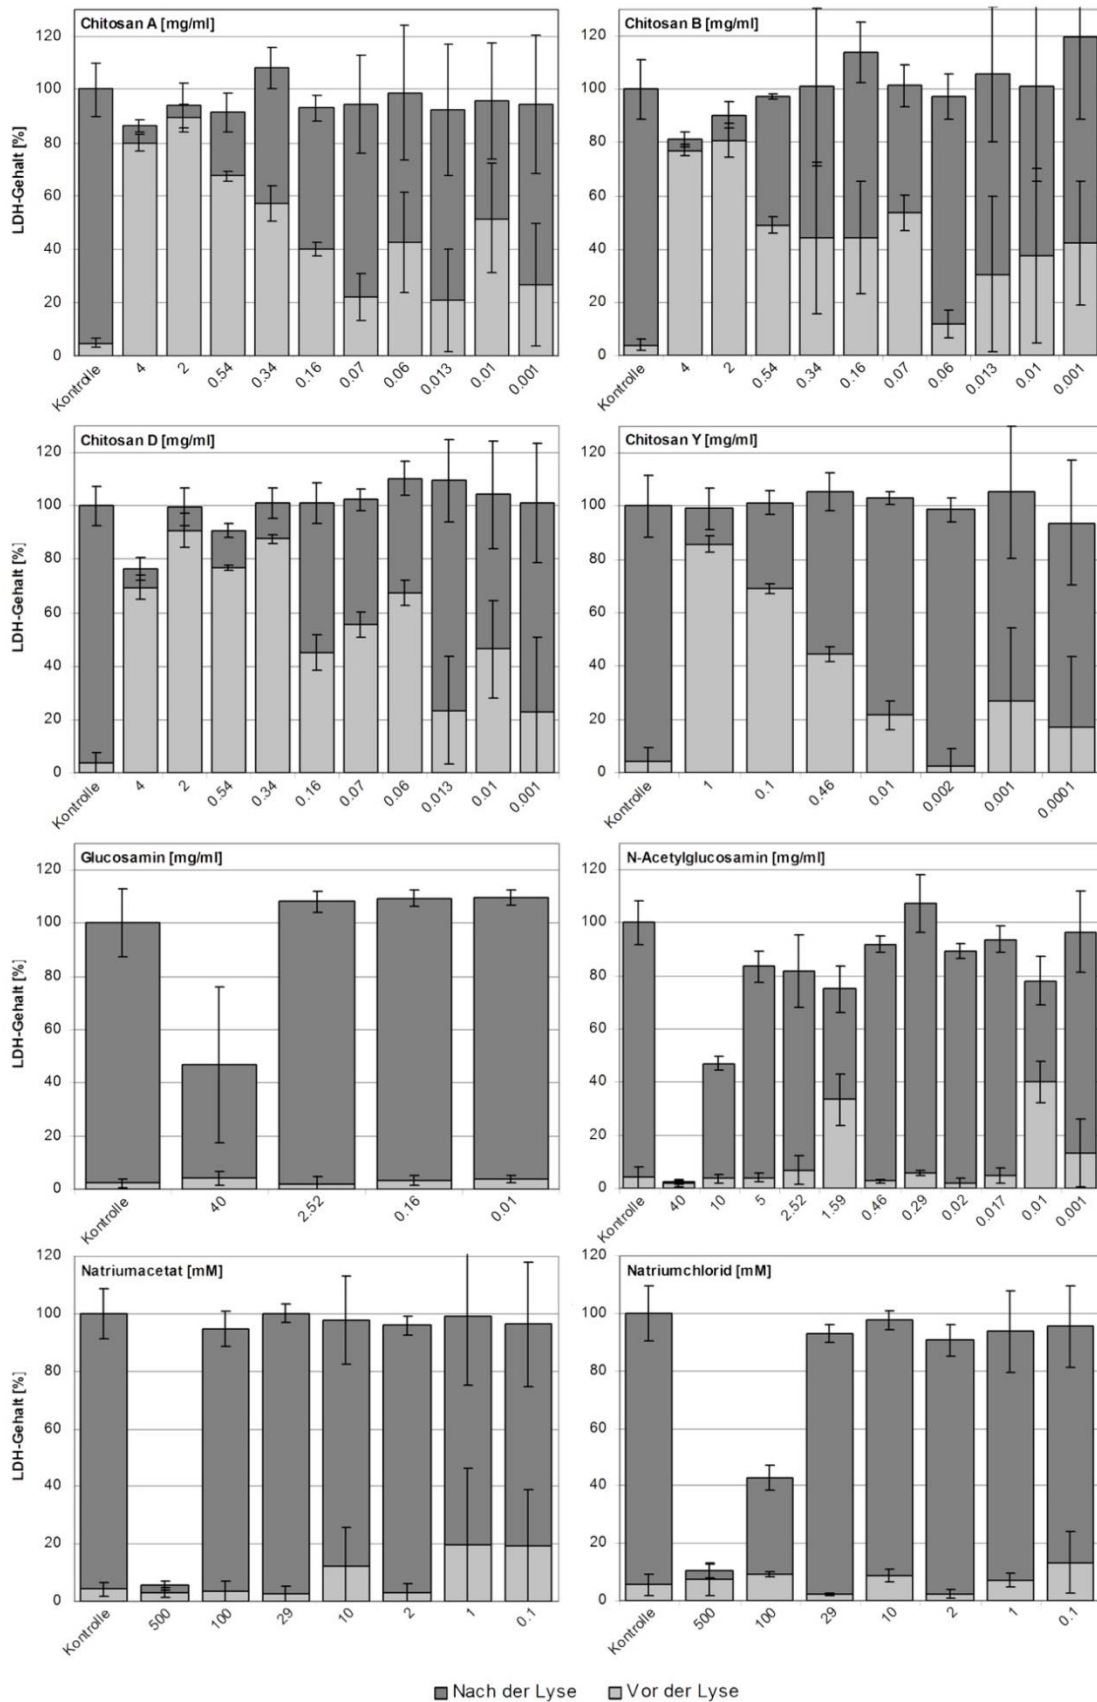 Chitosan A [mg/ml]
LDH-Gehalt [%]
120
100
80
60
40
20
0
Kontrolle 4 2 0.54 0.34 0.16 0.07 0.06 0.013 0.01 0.001
Chitosan B [mg/ml]
120
100
80
60
40
20
0
Kontrolle 4 2 0.54 0.34 0.16 0.07 0.06 0.013 0.01 0.001
Chitosan D [mg/ml]
LDH-Gehalt [%]
120
100
80
60
40
20
0
Kontrolle 4 2 0.54 0.34 0.16 0.07 0.06 0.013 0.01 0.001
Chitosan Y [mg/ml]
120
100
80
60
40
20
0
Kontrolle 1 0.1 0.46 0.01 0.002 0.001 0.0001
Glucosamin [mg/ml]
LDH-Gehalt [%]
120
100
80
60
40
20
0
Kontrolle 40 2.52 0.16 0.01
N-Acetylglucosamin [mg/ml]
120
100
80
60
40
20
0
Kontrolle 40 10 5 2.52 1.59 0.46 0.29 0.02 0.017 0.01 0.001
Natriumacetat [mM]
LDH-Gehalt [%]
120
100
80
60
40
20
0
Kontrolle 500 100 29 10 2 1 0.1
Natriumchlorid [mM]
120
100
80
60
40
20
0
Kontrolle 500 100 29 10 2 1 0.1
Nach der Lyse Vor der Lyse